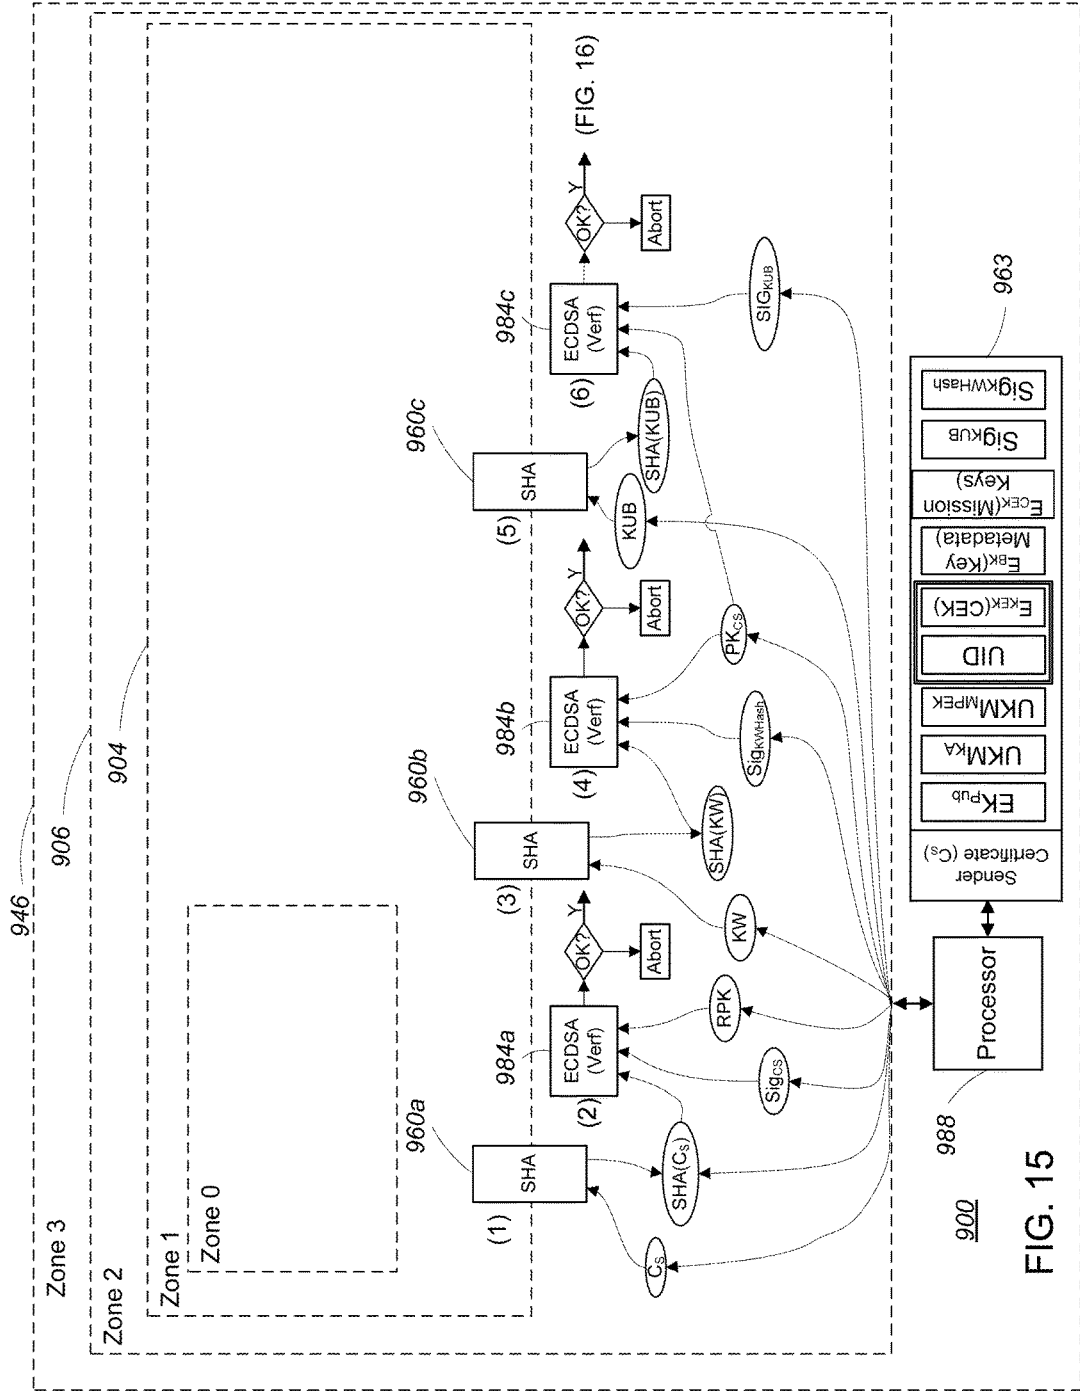 946
906
904
Zone 3
Zone 2
Zone 1
Zone 0
960a
960b
960c
984a
984b
984c
(1)
SHA
(2)
ECDSA
(Verf)
OK?
Y
Abort
(3)
SHA
(4)
ECDSA
(Verf)
OK?
Y
Abort
(5)
SHA
(6)
ECDSA
(Verf)
OK?
Y
(FIG. 16)
Abort
CS
SHA(CS)
SigCS
RPK
KW
SHA(KW)
SigKWHash
PKCS
KUB
SHA(KUB)
SIGKUB
Processor
988
963
Sender
Certificate (CS)
EKPub
UKMKA
UKMMPEK
UID
EKEK(CEK)
EBK(Key
Metadata)
ECEK(Mission
Keys)
SigKUB
SigKWHash
900
FIG. 15